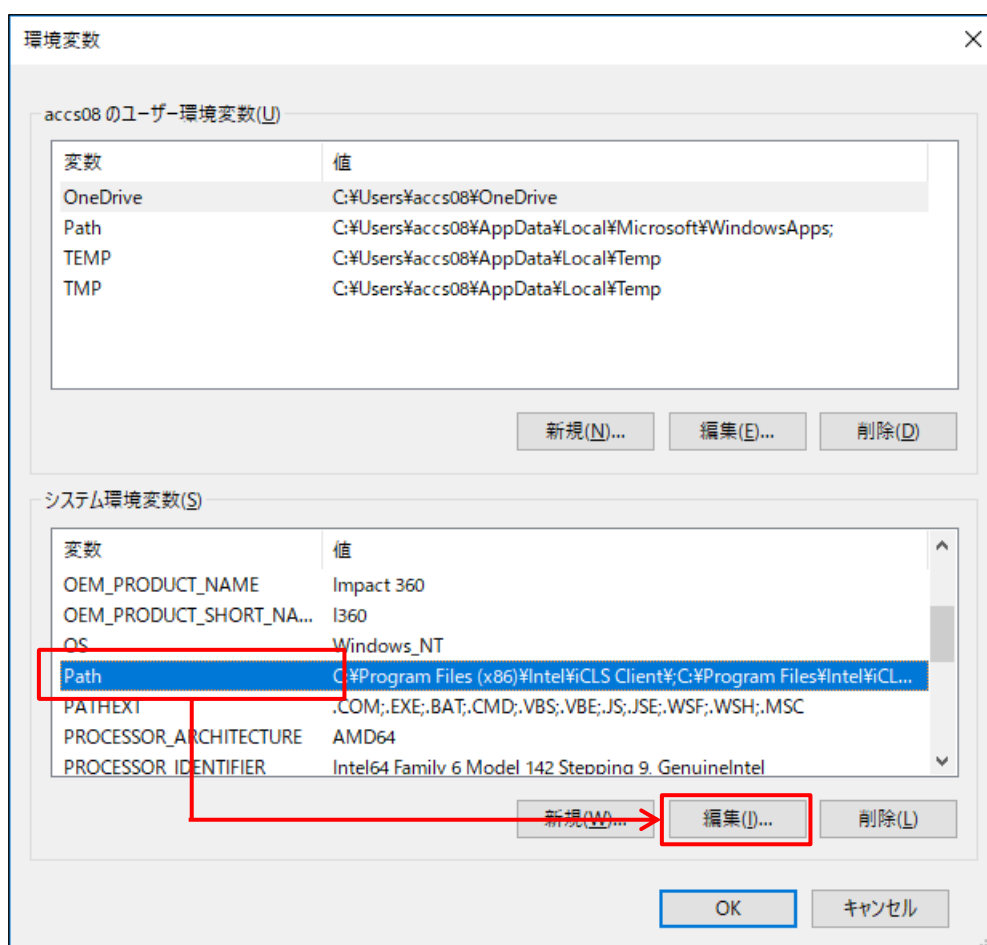 環境変数
accs08 のユーザー環境変数(U)
変数 値
OneDrive C:¥Users¥accs08¥OneDrive
Path C:¥Users¥accs08¥AppData¥Local¥Microsoft¥WindowsApps;
TEMP C:¥Users¥accs08¥AppData¥Local¥Temp
TMP C:¥Users¥accs08¥AppData¥Local¥Temp
新規(N)... 編集(E)... 削除(D)
システム環境変数(S)
変数 値
OEM_PRODUCT_NAME Impact 360
OEM_PRODUCT_SHORT_NA... I360
OS Windows_NT
Path C:¥Program Files (x86)¥Intel¥iCLS Client¥;C:¥Program Files¥Intel¥iCL...
PATHEXT .COM;.EXE;.BAT;.CMD;.VBS;.VBE;.JS;.JSE;.WSF;.WSH;.MSC
PROCESSOR_ARCHITECTURE AMD64
PROCESSOR_IDENTIFIER Intel64 Family 6 Model 142 Stepping 9, GenuineIntel
新規(W)... 編集(I)... 削除(L)
OK キャンセル